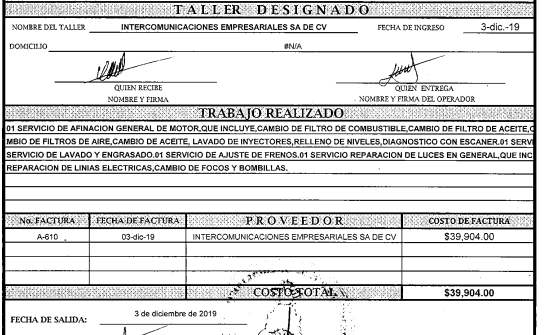 TALLER DESIGNADO
NOMBRE DEL TALLER INTERCOMUNICACIONES EMPRESARIALES SA DE CV FECHA DE INGRESO 3-dic.-19
DOMICILIO #N/A
QUIEN RECIBE QUIEN ENTREGA
NOMBRE Y FIRMA NOMBRE Y FIRMA DEL OPERADOR
TRABAJO REALIZADO
01 SERVICIO DE AFINACION GENERAL DE MOTOR,QUE INCLUYE,CAMBIO DE FILTRO DE COMBUSTIBLE,CAMBIO DE FILTRO DE ACEITE,C
MBIO DE FILTROS DE AIRE,CAMBIO DE ACEITE, LAVADO DE INYECTORES,RELLENO DE NIVELES,DIAGNOSTICO CON ESCANER.01 SERVI
SERVICIO DE LAVADO Y ENGRASADO.01 SERVICIO DE AJUSTE DE FRENOS.01 SERVICIO REPARACION DE LUCES EN GENERAL,QUE INC
REPARACION DE LINIAS ELECTRICAS,CAMBIO DE FOCOS Y BOMBILLAS.
No. FACTURA FECHA DE FACTURA PROVEEDOR COSTO DE FACTURA
A-610 03-dic-19 INTERCOMUNICACIONES EMPRESARIALES SA DE CV $39,904.00
COSTO TOTAL $39,904.00
FECHA DE SALIDA: 3 de diciembre de 2019